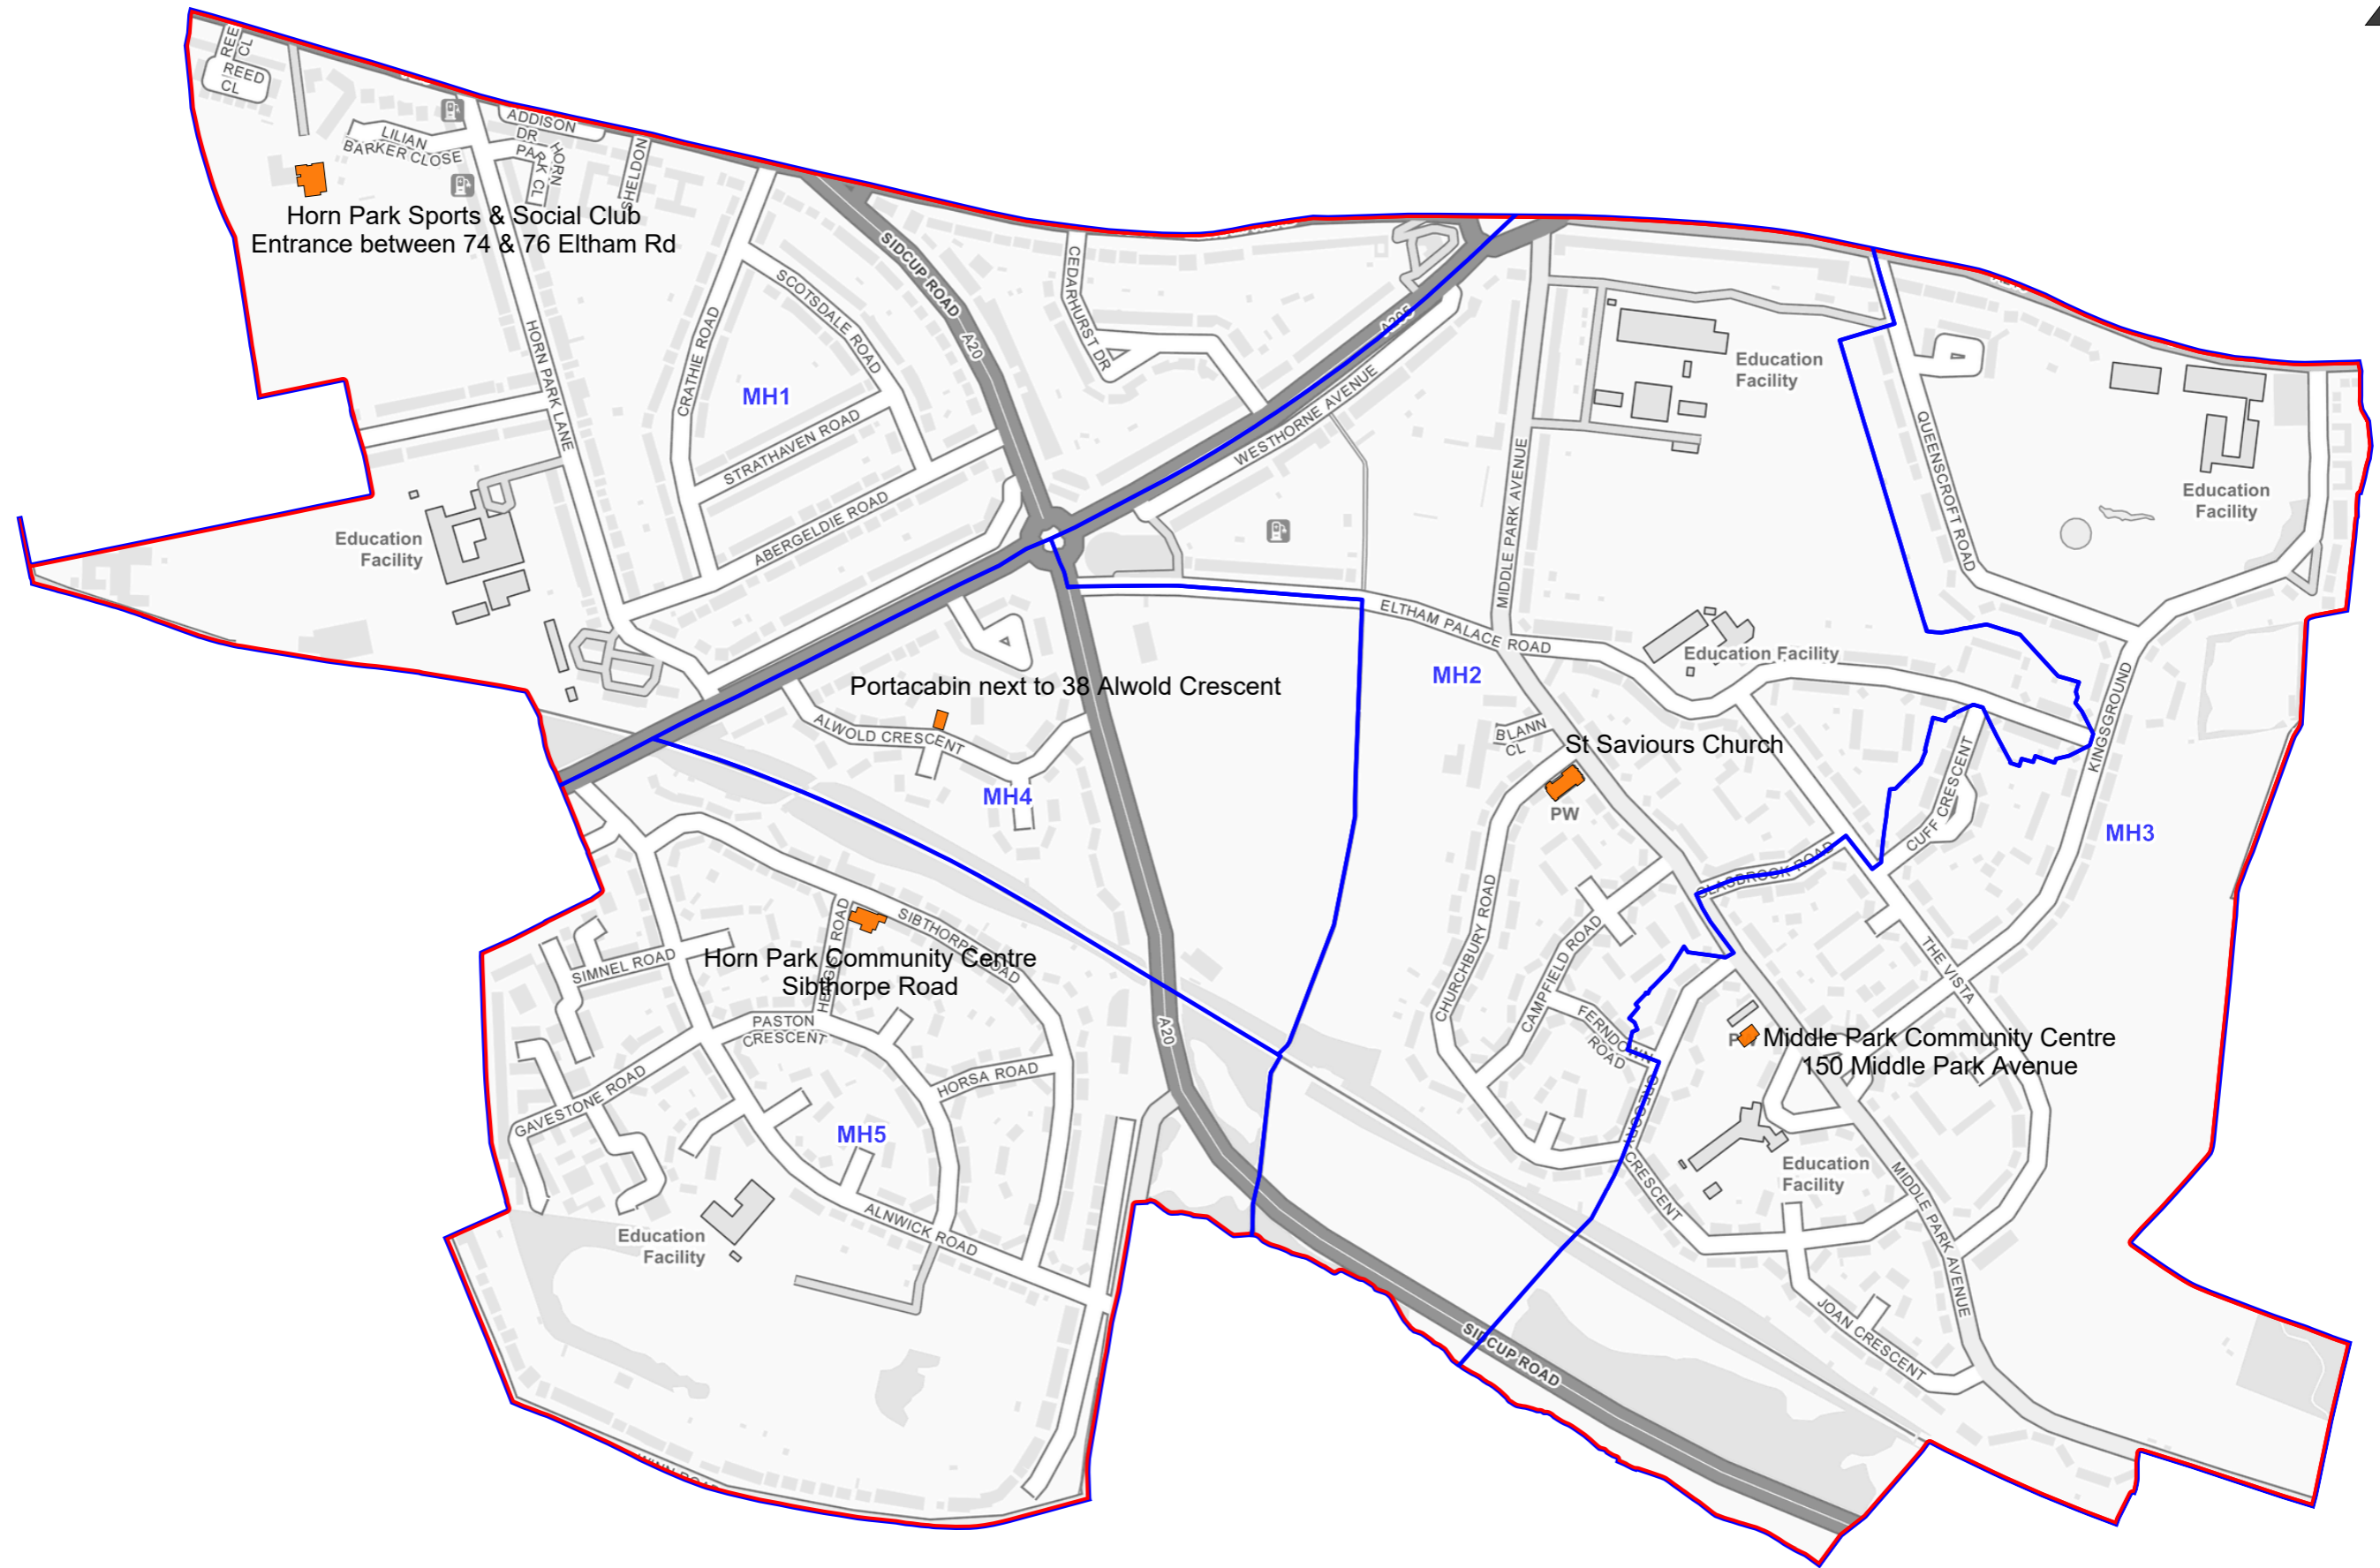 REED
CL
REED
CL
LILIAN
BARKER CLOSE
ADDISON
DR
HORN
PARK CL
SHELDON
Horn Park Sports & Social Club
Entrance between 74 & 76 Eltham Rd
HORN PARK LANE
CRATHIE ROAD
SCOTSDALE ROAD
SIDCUP ROAD
A20
CEDARHURST DR
A205
WESTHORNE AVENUE
MH1
STRATHAVEN ROAD
ABERGELDIE ROAD
Education
Facility
Education
Facility
MIDDLE PARK AVENUE
QUEENSCROFT ROAD
Education
Facility
ELTHAM PALACE ROAD
Education Facility
MH2
KINGSGROUND
Portacabin next to 38 Alwold Crescent
ALWOLD CRESCENT
MH4
BLANN
CL
St Saviours Church
PW
CUFF CRESCENT
MH3
GLASBROOK ROAD
CHURCHBURY ROAD
CAMPFIELD ROAD
FERNDOWN
ROAD
THE VISTA
SIBTHORPE ROAD
Horn Park Community Centre
Sibthorpe Road
SIMNEL ROAD
PASTON
CRESCENT
HORSA ROAD
A20
GAVESTONE ROAD
MH5
ALNWICK ROAD
Education
Facility
Middle Park Community Centre
150 Middle Park Avenue
CRESCENT
Education
Facility
MIDDLE PARK AVENUE
JOAN CRESCENT
SIDCUP ROAD